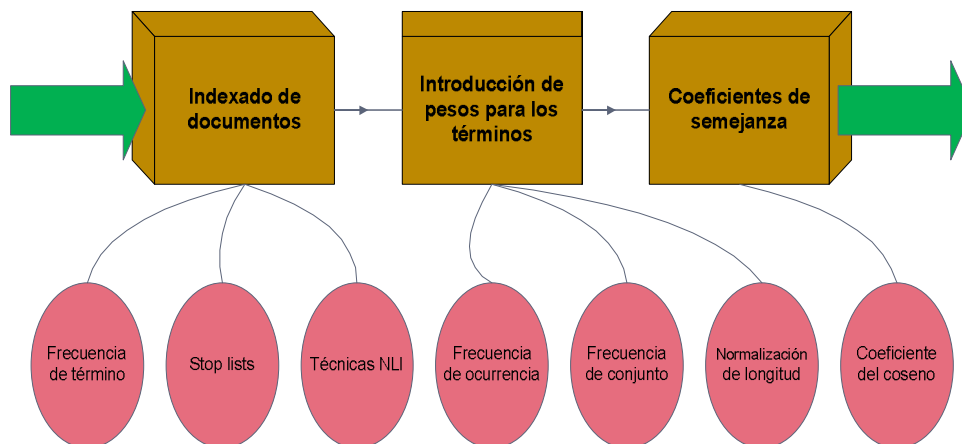 Indexado de
documentos
Introducción de
pesos para los
términos
Coeficientes de
semejanza
Frecuencia
de término
Stop lists
Técnicas NLI
Frecuencia
de ocurrencia
Frecuencia
de conjunto
Normalización
de longitud
Coeficiente
del coseno